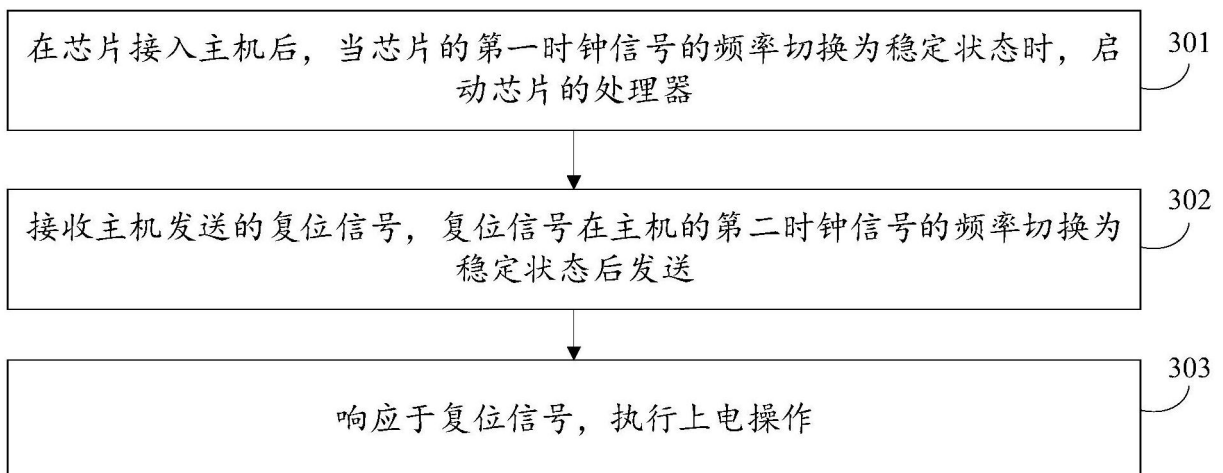 在芯片接入主机后，当芯片的第一时钟信号的频率切换为稳定状态时，启
动芯片的处理器
301
接收主机发送的复位信号，复位信号在主机的第二时钟信号的频率切换为
稳定状态后发送
302
响应于复位信号，执行上电操作
303